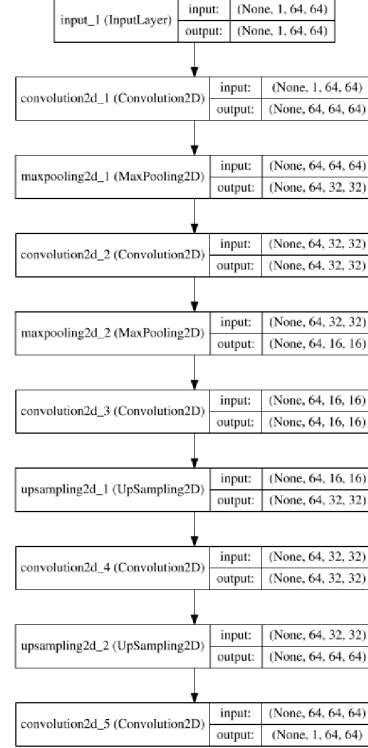 input_1 (InputLayer) input: (None, 1, 64, 64)
output: (None, 1, 64, 64)
convolution2d_1 (Convolution2D) input: (None, 1, 64, 64)
output: (None, 64, 64, 64)
maxpooling2d_1 (MaxPooling2D) input: (None, 64, 64, 64)
output: (None, 64, 32, 32)
convolution2d_2 (Convolution2D) input: (None, 64, 32, 32)
output: (None, 64, 32, 32)
maxpooling2d_2 (MaxPooling2D) input: (None, 64, 32, 32)
output: (None, 64, 16, 16)
convolution2d_3 (Convolution2D) input: (None, 64, 16, 16)
output: (None, 64, 16, 16)
upsampling2d_1 (UpSampling2D) input: (None, 64, 16, 16)
output: (None, 64, 32, 32)
convolution2d_4 (Convolution2D) input: (None, 64, 32, 32)
output: (None, 64, 32, 32)
upsampling2d_2 (UpSampling2D) input: (None, 64, 32, 32)
output: (None, 64, 64, 64)
convolution2d_5 (Convolution2D) input: (None, 64, 64, 64)
output: (None, 1, 64, 64)